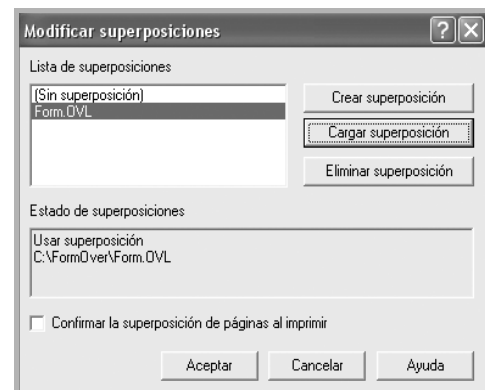 Modificar superposiciones
Lista de superposiciones
(Sin superposición)
Form.OVL
Crear superposición
Cargar superposición
Eliminar superposición
Estado de superposiciones
Usar superposición
C:\FormOver\Form.OVL
Confirmar la superposición de páginas al imprimir
Aceptar Cancelar Ayuda